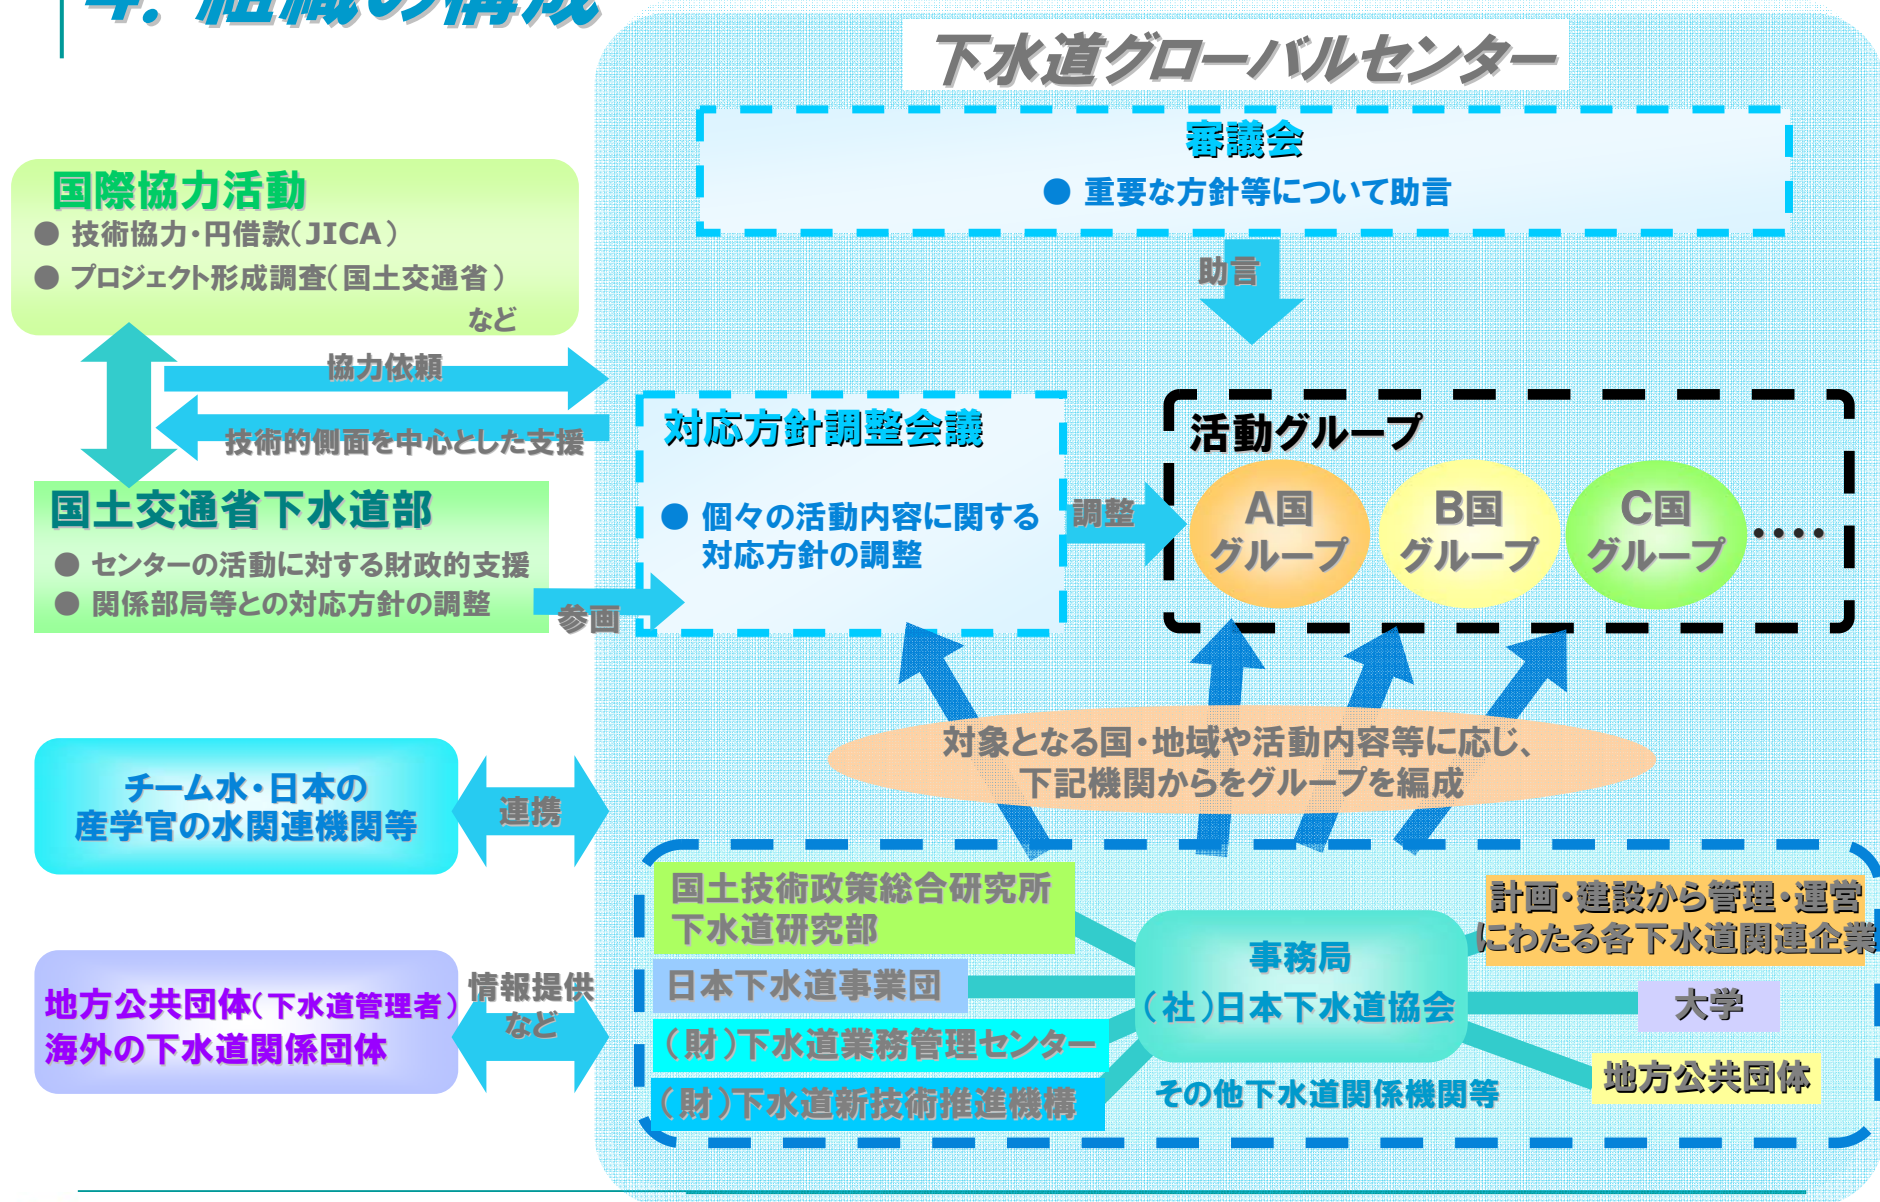 4. 組織の構成
下水道グローバルセンター
審議会
● 重要な方針等について助言
助言
国際協力活動
● 技術協力・円借款(JICA)
● プロジェクト形成調査(国土交通省)
など
協力依頼
技術的側面を中心とした支援
国土交通省下水道部
● センターの活動に対する財政的支援
● 関係部局等との対応方針の調整
参画
対応方針調整会議
● 個々の活動内容に関する
対応方針の調整
調整
活動グループ
A国
グループ
B国
グループ
C国
グループ
・・・・
対象となる国・地域や活動内容等に応じ、
下記機関からをグループを編成
チーム水・日本の
産学官の水関連機関等
連携
地方公共団体(下水道管理者)
海外の下水道関係団体
情報提供
など
国土技術政策総合研究所
下水道研究部
日本下水道事業団
(財)下水道業務管理センター
(財)下水道新技術推進機構
事務局
(社)日本下水道協会
その他下水道関係機関等
計画・建設から管理・運営
にわたる各下水道関連企業
大学
地方公共団体